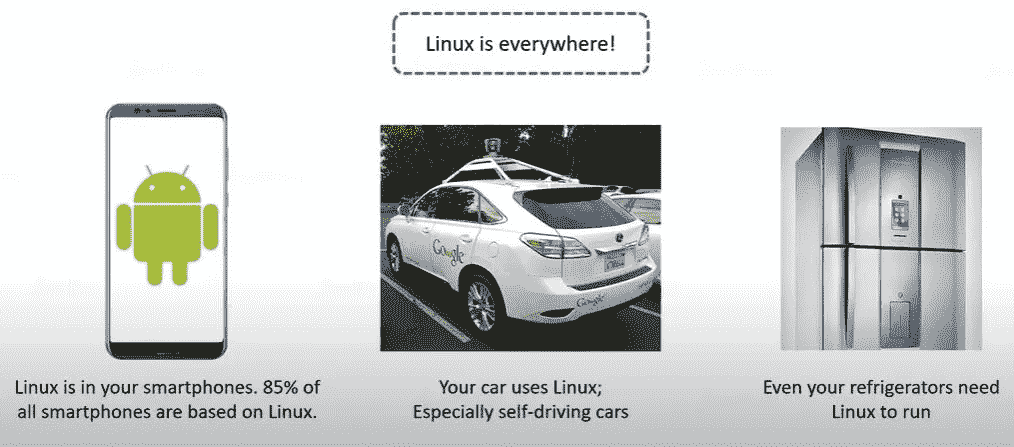 Linux is everywhere!
Google
Google
Linux is in your smartphones. 85% of
all smartphones are based on Linux.
Your car uses Linux;
Especially self-driving cars
Even your refrigerators need
Linux to run